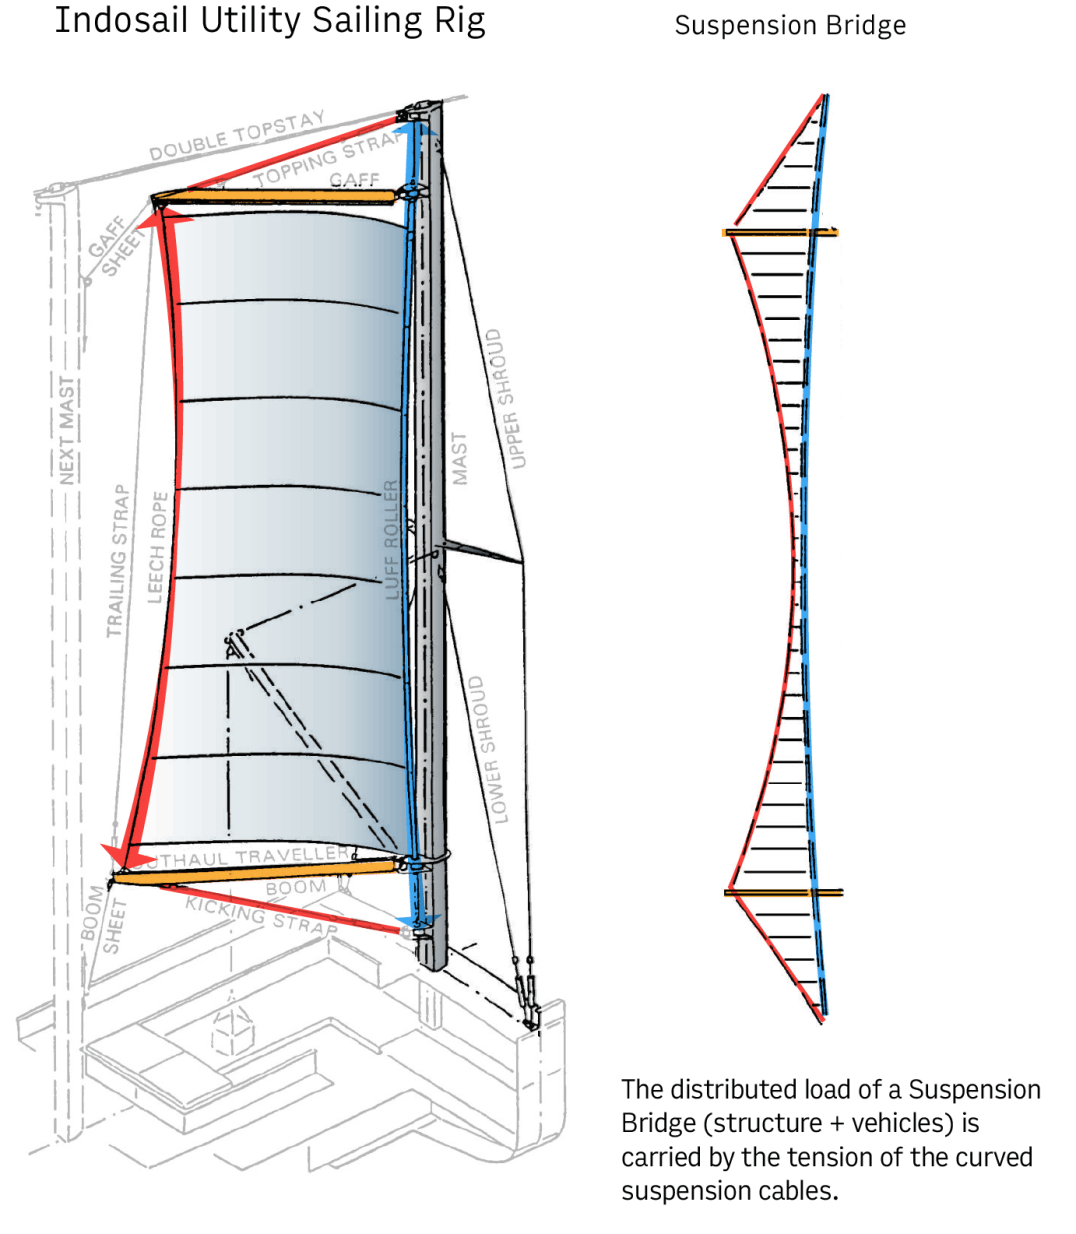 Indosail Utility Sailing Rig
Suspension Bridge
DOUBLE TOPSTAY
TOPPING STRAP
GAFF
GAFF
SHEET
NEXT MAST
TRAILING STRAP
LEECH ROPE
LUFF ROLLER
MAST
UPPER SHROUD
LOWER SHROUD
UTHAUL TRAVELLER
BOOM
KICKING STRAP
BOOM
SHEET
The distributed load of a Suspension
Bridge (structure + vehicles) is
carried by the tension of the curved
suspension cables.